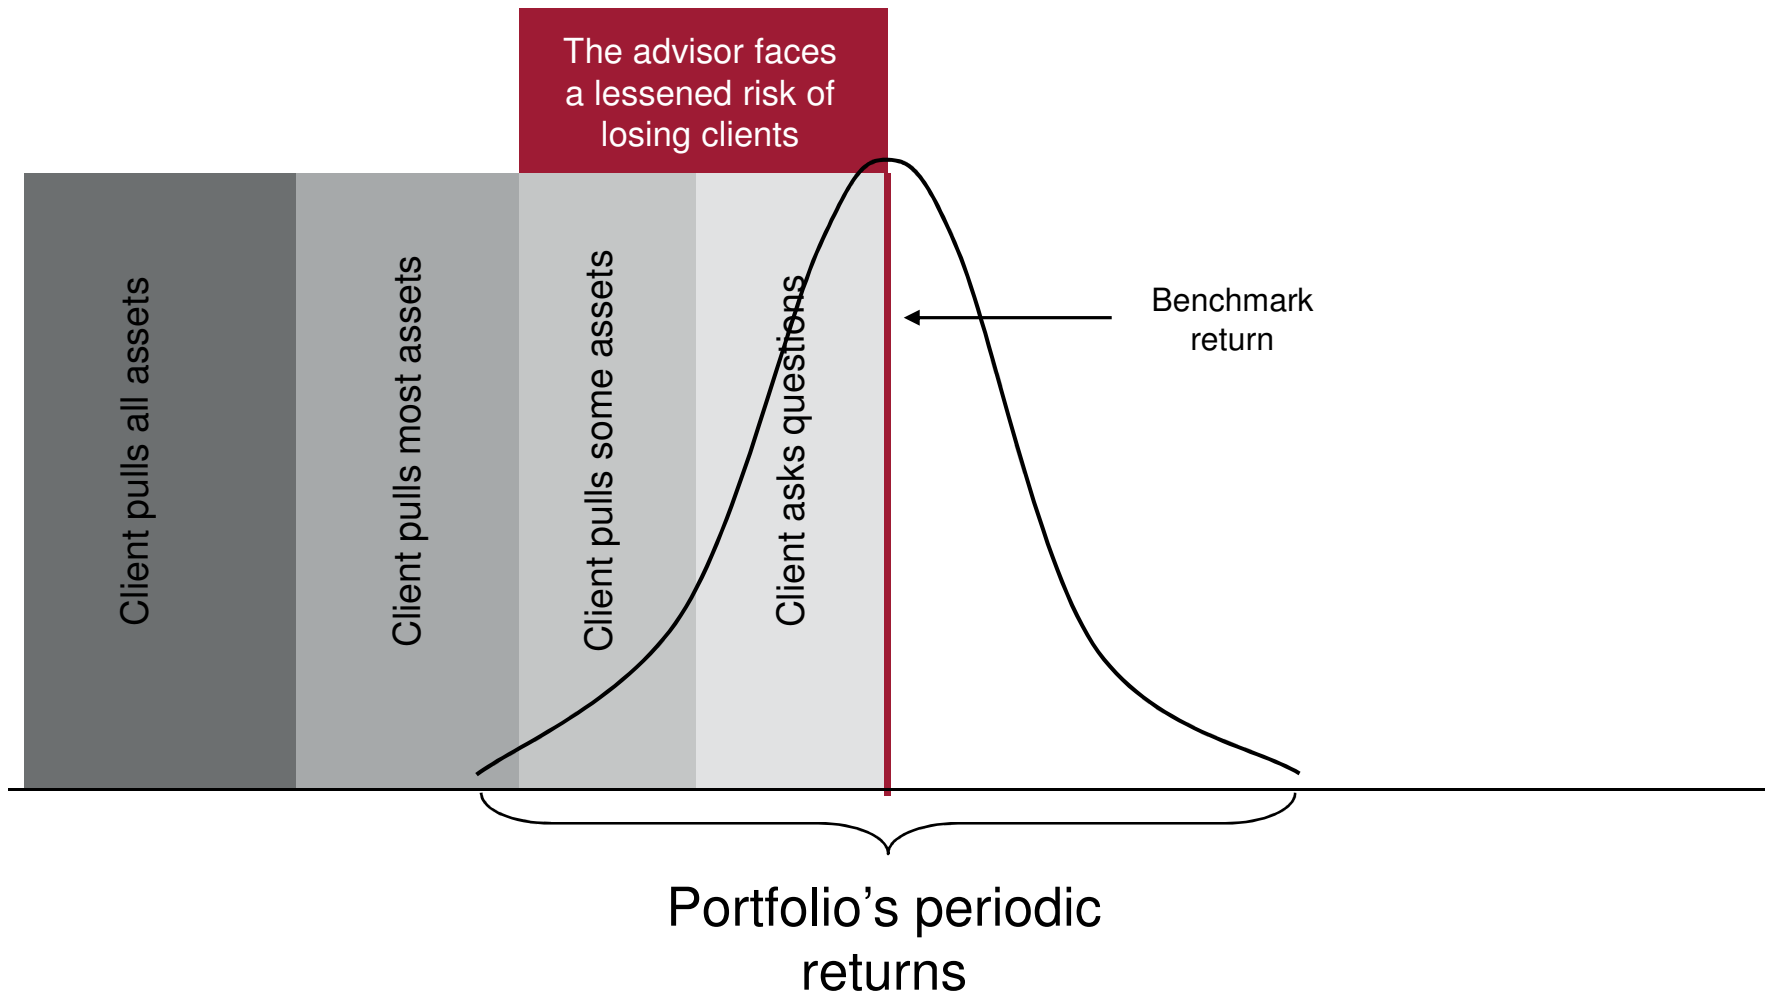 The advisor faces
a lessened risk of
losing clients
Client pulls all assets
Client pulls most assets
Client pulls some assets
Client asks questions
Benchmark
return
Portfolio’s periodic
returns